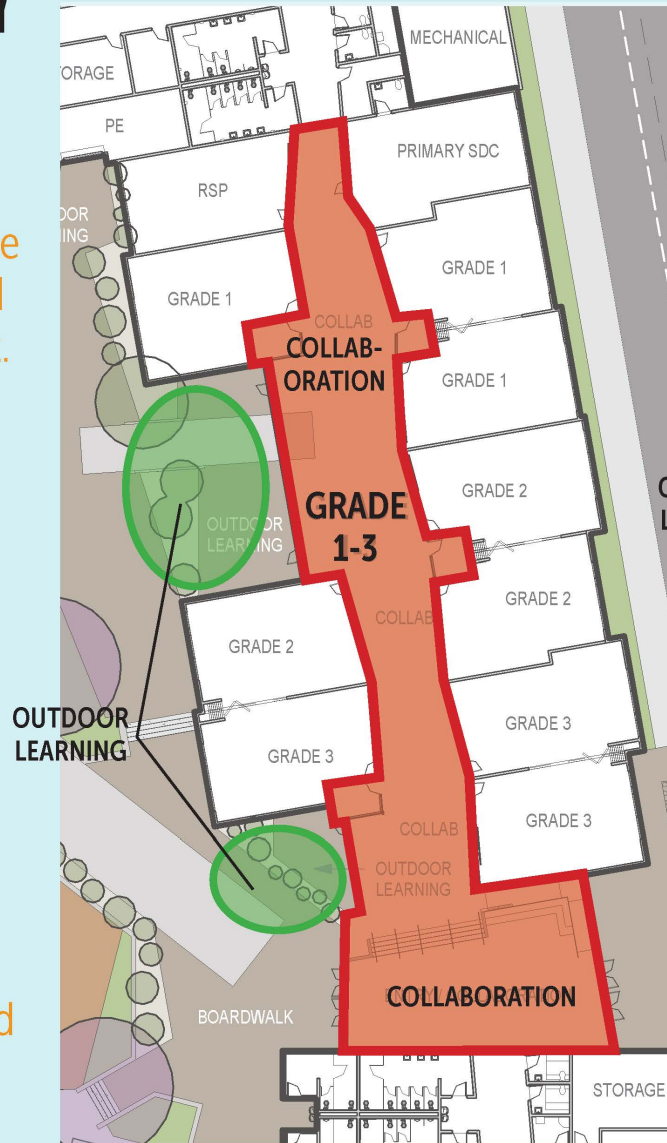 Y
MECHANICAL
TORAGE
PE
PRIMARY SDC
RSP
DOOR
ING
e
GRADE 1
GRADE 1
l
COLLAB
COLLAB-
ORATION
t.
GRADE 1
GRADE 2
GRADE
1-3
OUTDOOR
LEARNING
GRADE 2
COLLAB
GRADE 2
OUTDOOR
LEARNING
GRADE 3
GRADE 3
GRADE 3
COLLAB
OUTDOOR
LEARNING
COLLABORATION
BOARDWALK
d
STORAGE